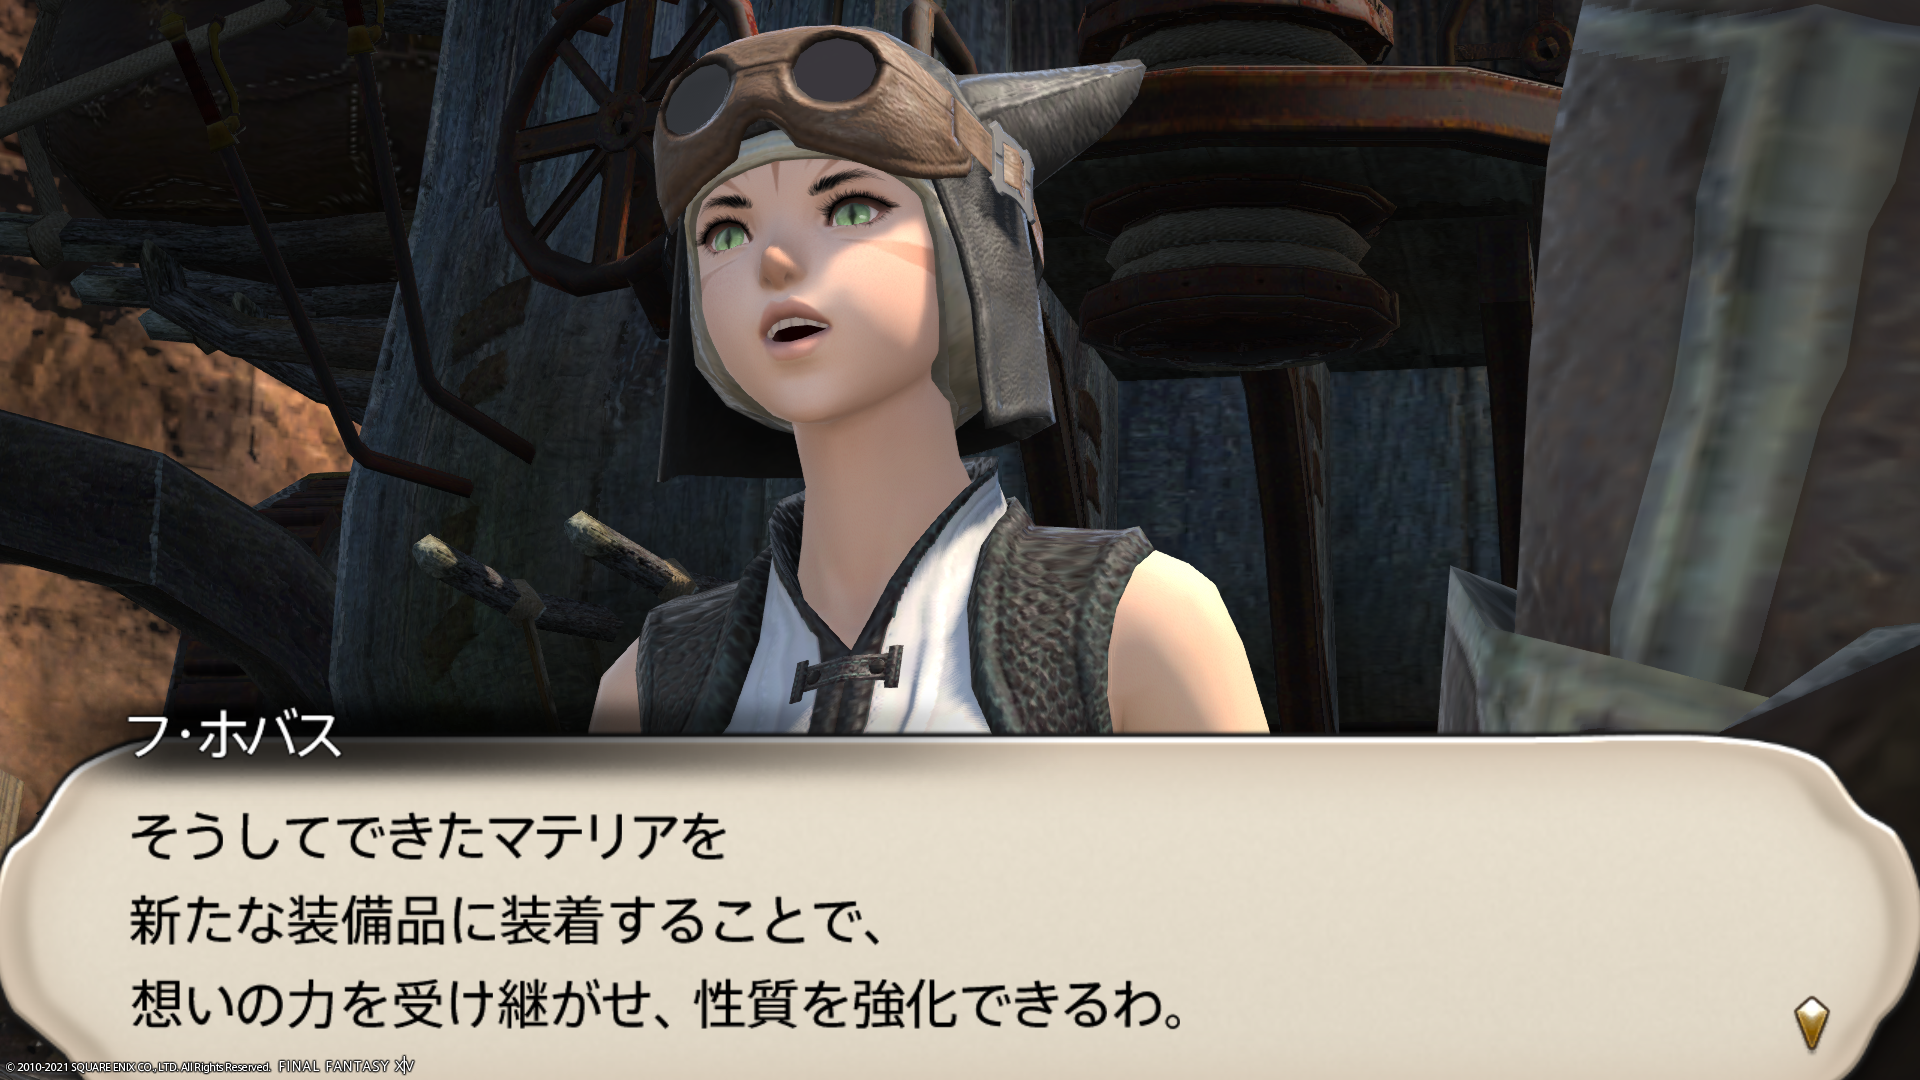 フ・ホバス
そうしてできたマテリアを
新たな装備品に装着することで、
想いの力を受け継がせ、性質を強化できるわ。
© 2010-2021 SQUARE ENIX CO., LTD. All Rights Reserved. FINAL FANTASY XIV